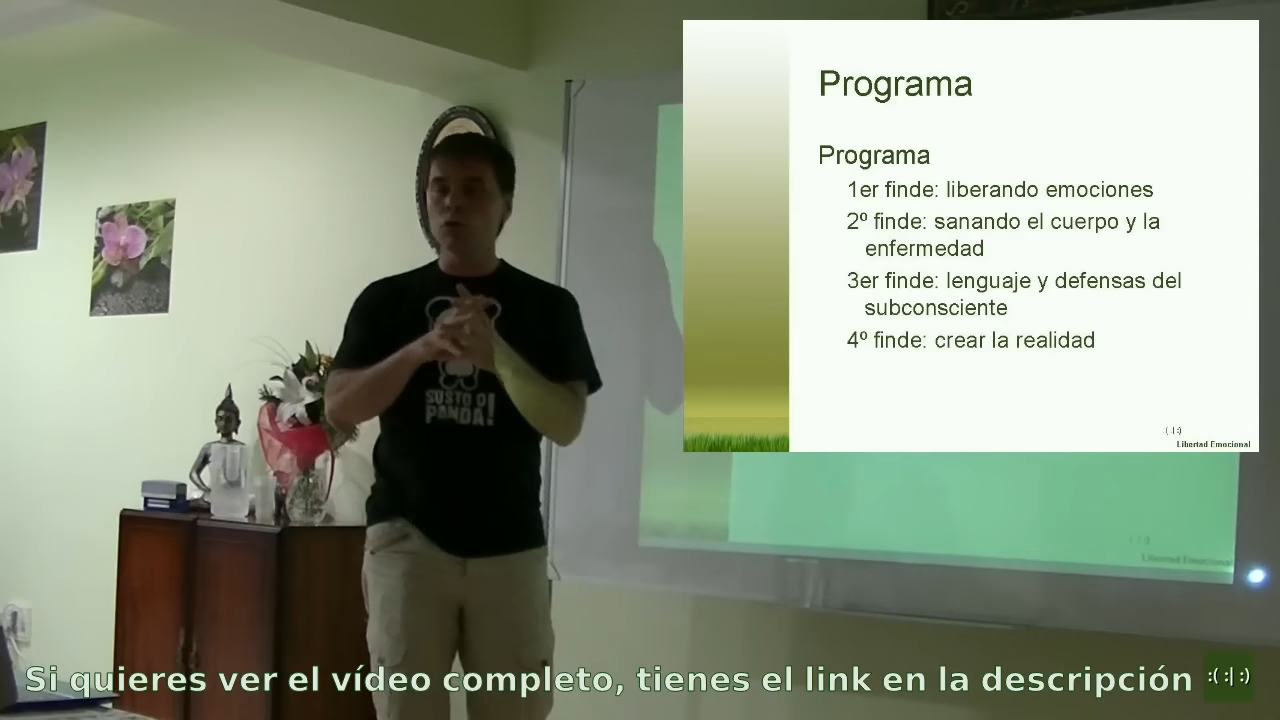 Programa
Programa
1er finde: liberando emociones
2º finde: sanando el cuerpo y la
enfermedad
3er finde: lenguaje y defensas del
subconsciente
4º finde: crear la realidad
:( :| :)
Libertad Emocional
SUSTO O
PANDA!
Libertad Emocional
Si quieres ver el vídeo completo, tienes el link en la descripción :( :| :)